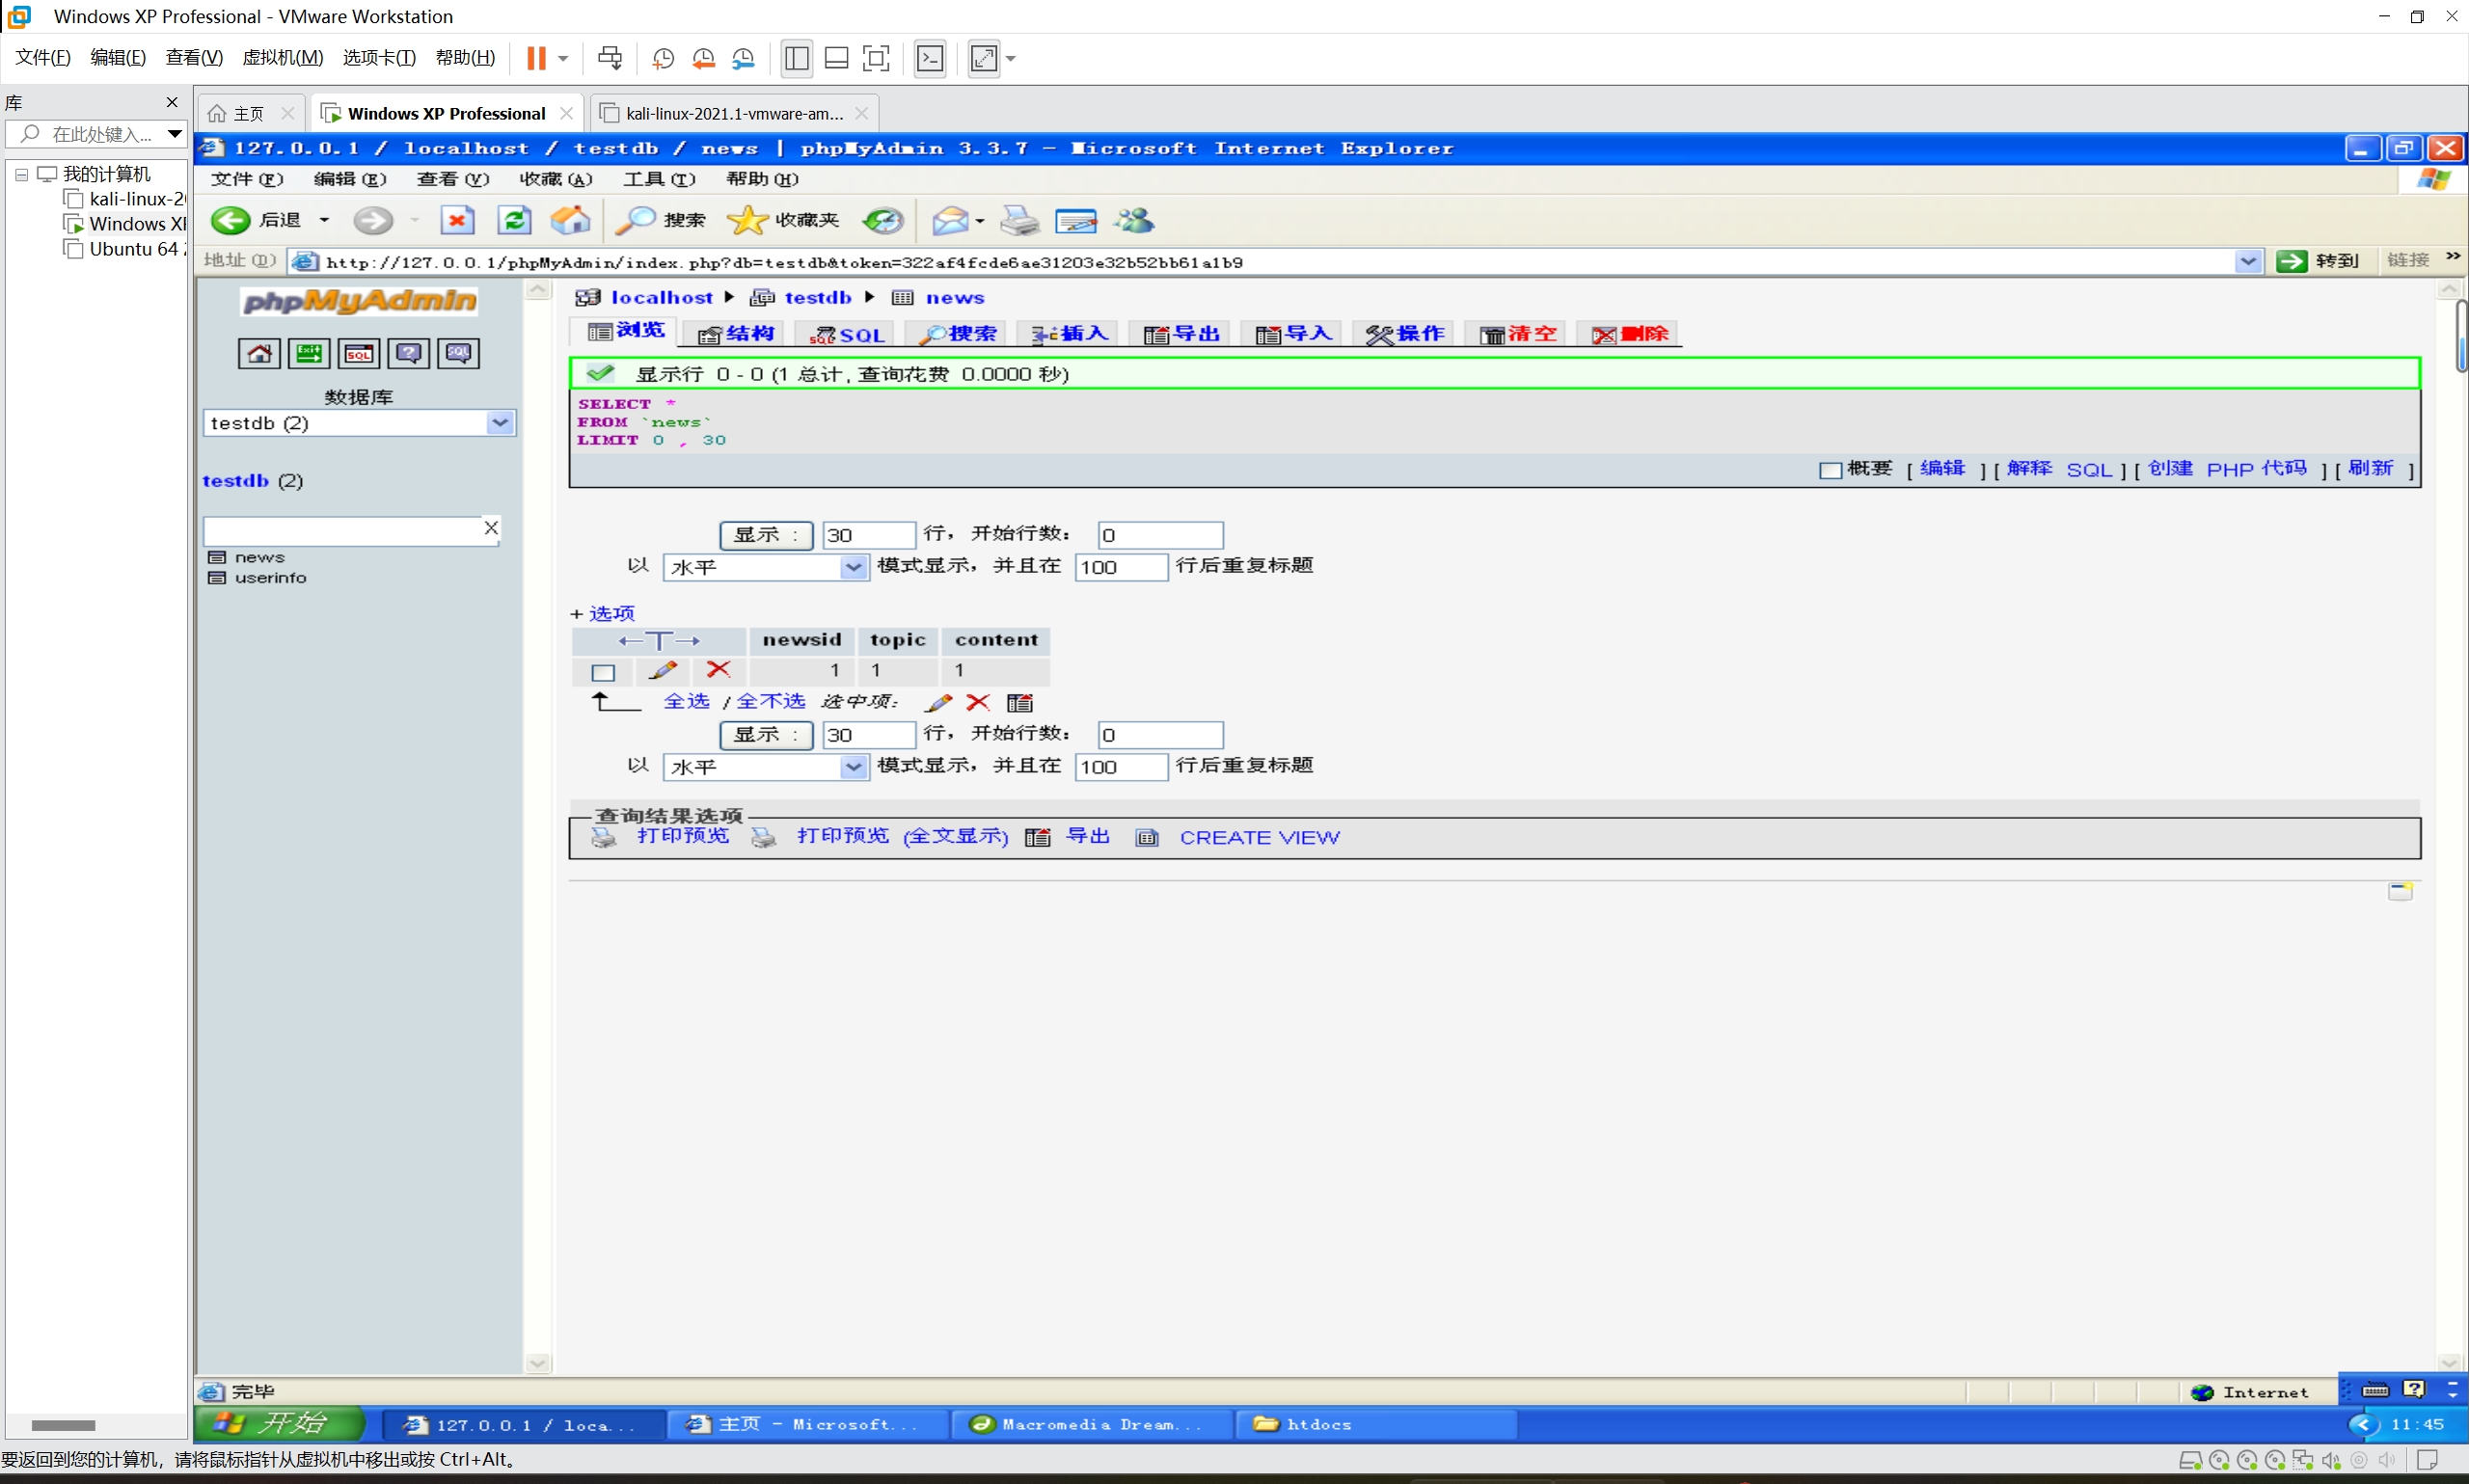 Windows XP Professional - VMware Workstation
文件(F) 编辑(E) 查看(V) 虚拟机(M) 选项卡(T) 帮助(H)
库
主页 Windows XP Professional kali-linux-2021.1-vmware-am...
在此处键入...
我的计算机
kali-linux-2
Windows XP
Ubuntu 64
127.0.0.1 / localhost / testdb / news | phpMyAdmin 3.3.7 - Microsoft Internet Explorer
文件(F) 编辑(E) 查看(V) 收藏(A) 工具(T) 帮助(H)
后退 搜索 收藏夹
地址(D) http://127.0.0.1/phpMyAdmin/index.php?db=testdb&token=322af4fcde6ae31203e32b52bb61a1b9 转到 链接 »
phpMyAdmin
Exit SQL ? SQL
数据库
testdb (2)
testdb (2)
X
news
userinfo
localhost ▶ testdb ▶ news
浏览 结构 SQL 搜索 插入 导出 导入 操作 清空 删除
显示行 0 - 0 (1 总计, 查询花费 0.0000 秒)
SELECT *
FROM `news`
LIMIT 0 , 30
概要 [ 编辑 ] [ 解释 SQL ] [ 创建 PHP 代码 ] [ 刷新 ]
显示 : 30 行，开始行数： 0
以 水平 模式显示，并且在 100 行后重复标题
+ 选项
←T→ newsid topic content
1 1 1
全选 / 全不选 选中项:
显示 : 30 行，开始行数： 0
以 水平 模式显示，并且在 100 行后重复标题
查询结果选项
打印预览 打印预览 (全文显示) 导出 CREATE VIEW
完毕 Internet
开始 127.0.0.1 / loca... 主页 - Microsoft... Macromedia Dream... htdocs 11:45
要返回到您的计算机，请将鼠标指针从虚拟机中移出或按 Ctrl+Alt。